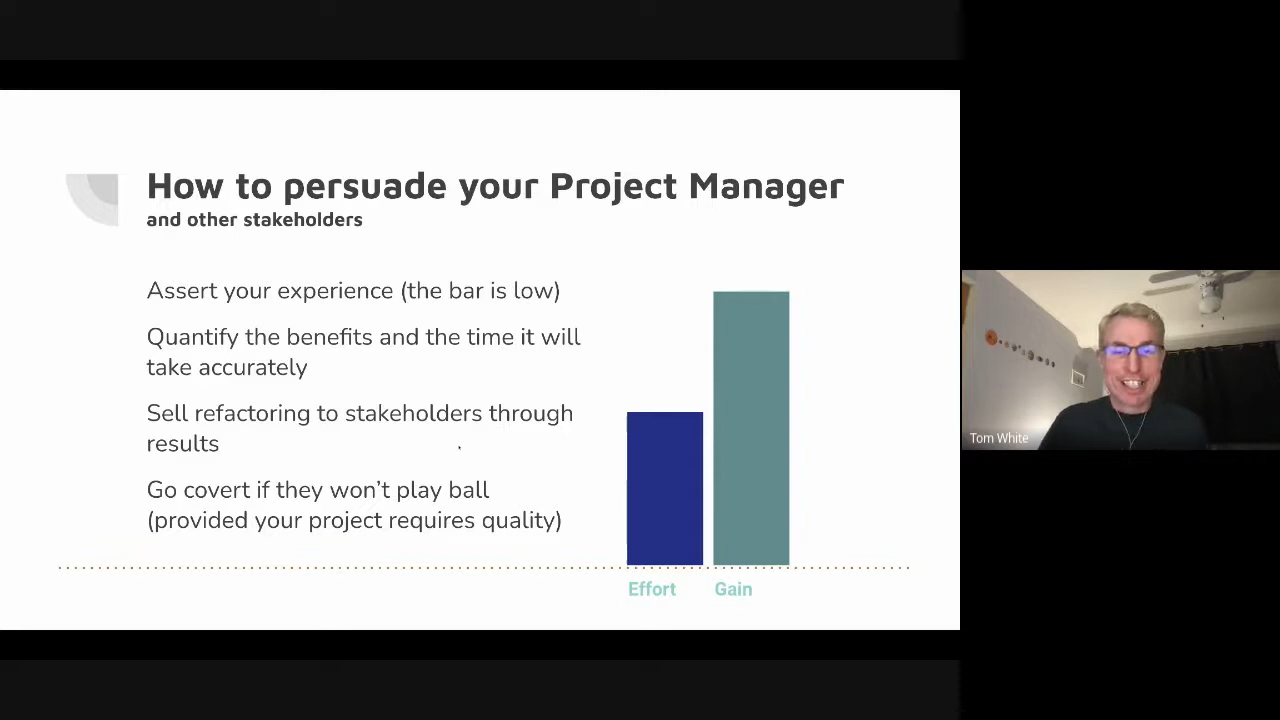 How to persuade your Project Manager
and other stakeholders
Assert your experience (the bar is low)
Quantify the benefits and the time it will
take accurately
Sell refactoring to stakeholders through
results
Go covert if they won’t play ball
(provided your project requires quality)
Effort
Gain
Tom White